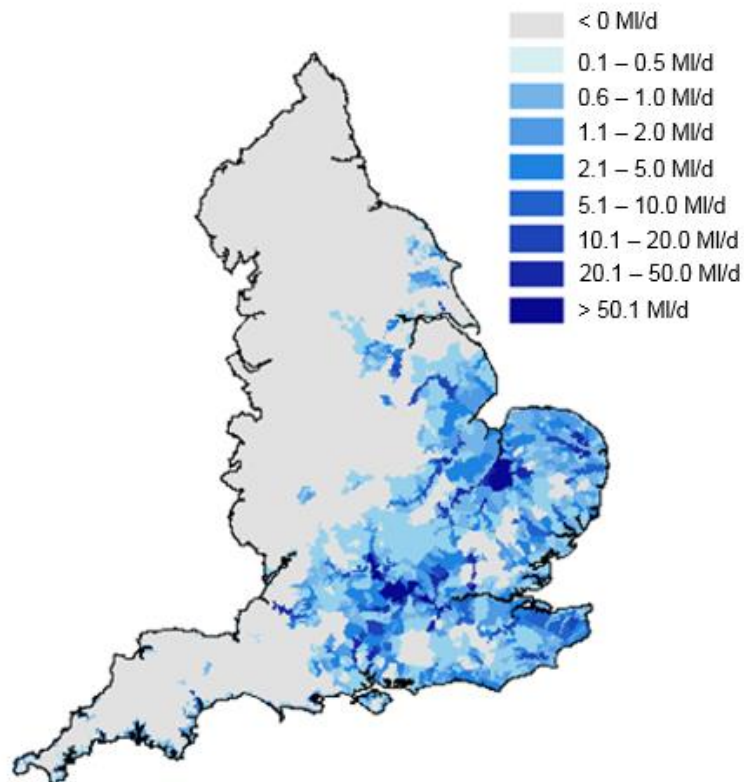 < 0 Ml/d
0.1 – 0.5 Ml/d
0.6 – 1.0 Ml/d
1.1 – 2.0 Ml/d
2.1 – 5.0 Ml/d
5.1 – 10.0 Ml/d
10.1 – 20.0 Ml/d
20.1 – 50.0 Ml/d
> 50.1 Ml/d